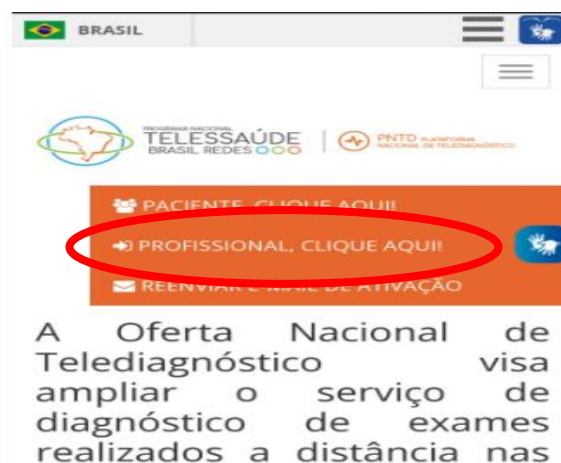 BRASIL
PROGRAMA NACIONAL
TELESSAÚDE
BRASIL REDES
PNTD PLATAFORMA
NACIONAL DE TELEDIAGNÓSTICO
PACIENTE, CLIQUE AQUI!
PROFISSIONAL, CLIQUE AQUI!
REENVIAR E-MAIL DE ATIVAÇÃO
A Oferta Nacional de
Telediagnóstico visa
ampliar o serviço de
diagnóstico de exames
realizados a distância nas